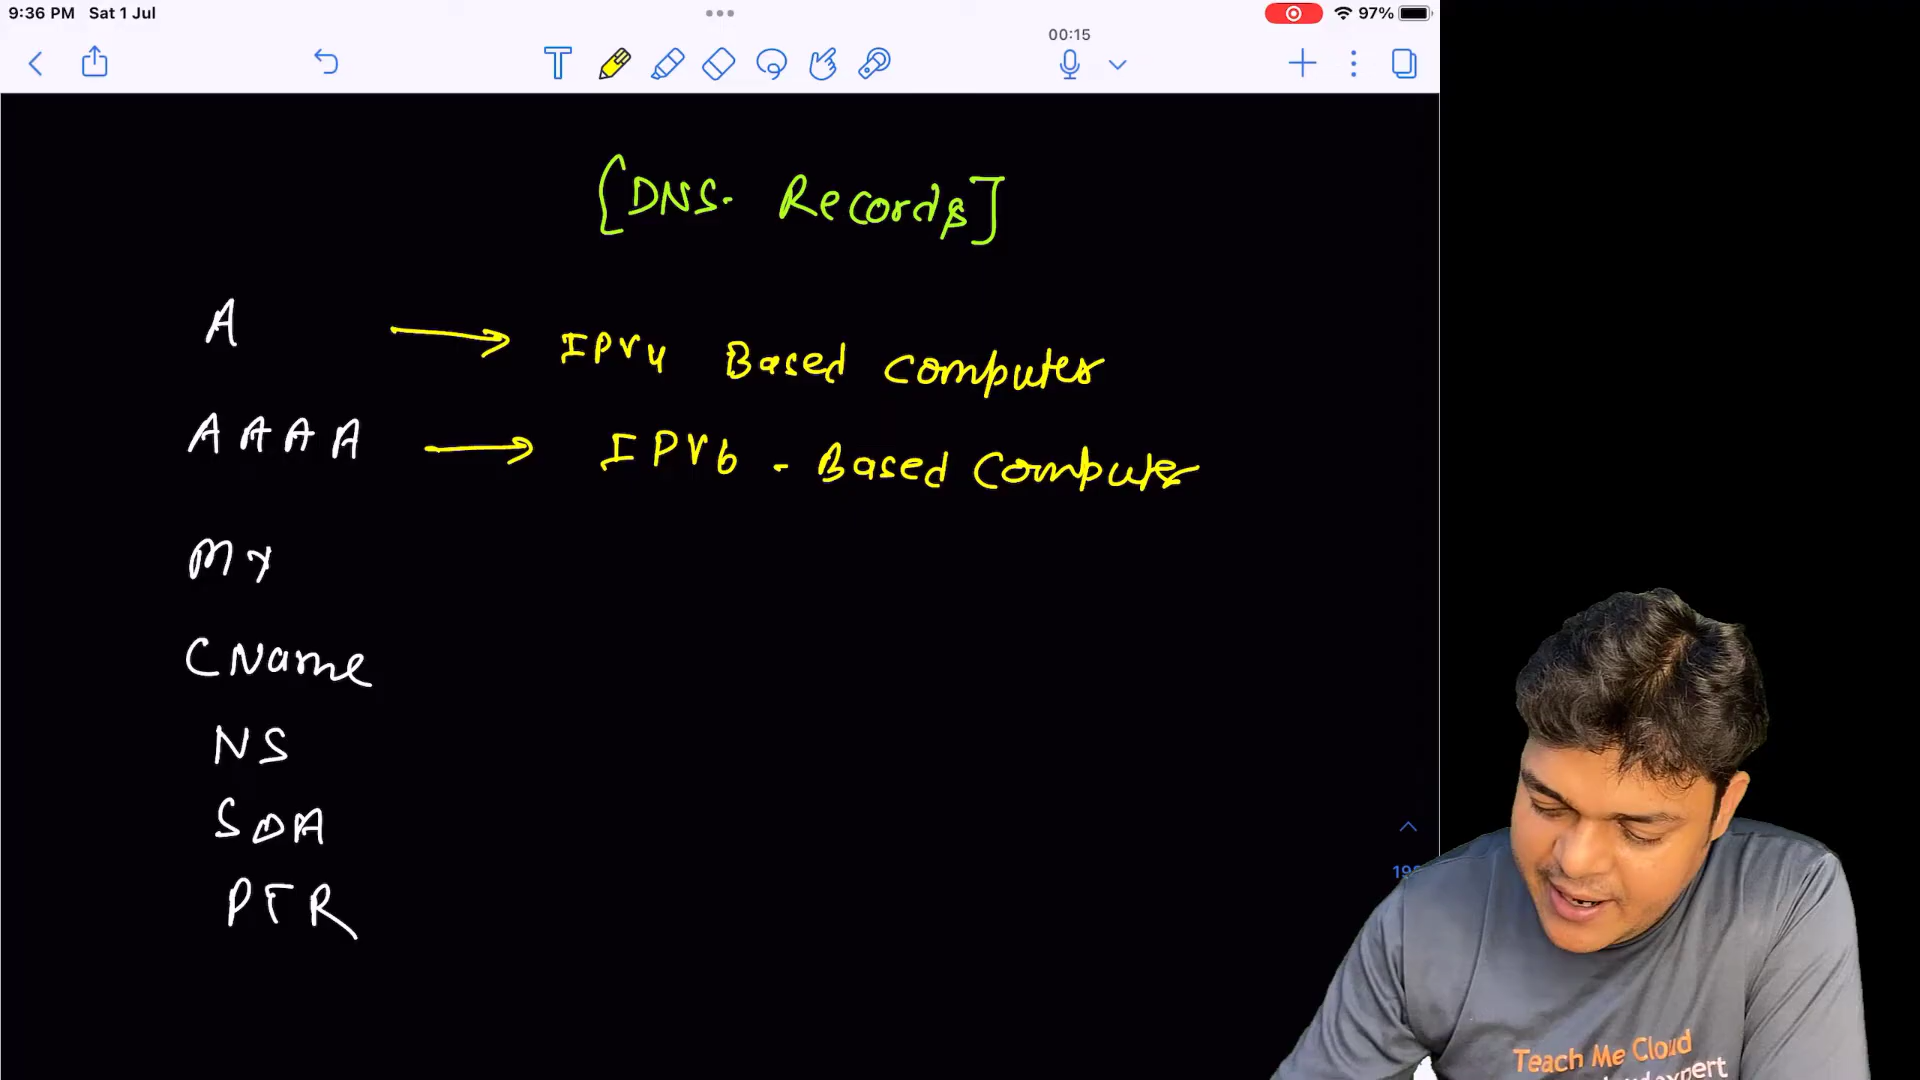 9:36 PM Sat 1 Jul
97%
00:15
[DNS. Records]
A → IPV4 Based Computer
AAAA → IPV6 - Based Computer
MX
CName
NS
SOA
PTR
Teach Me Cloud